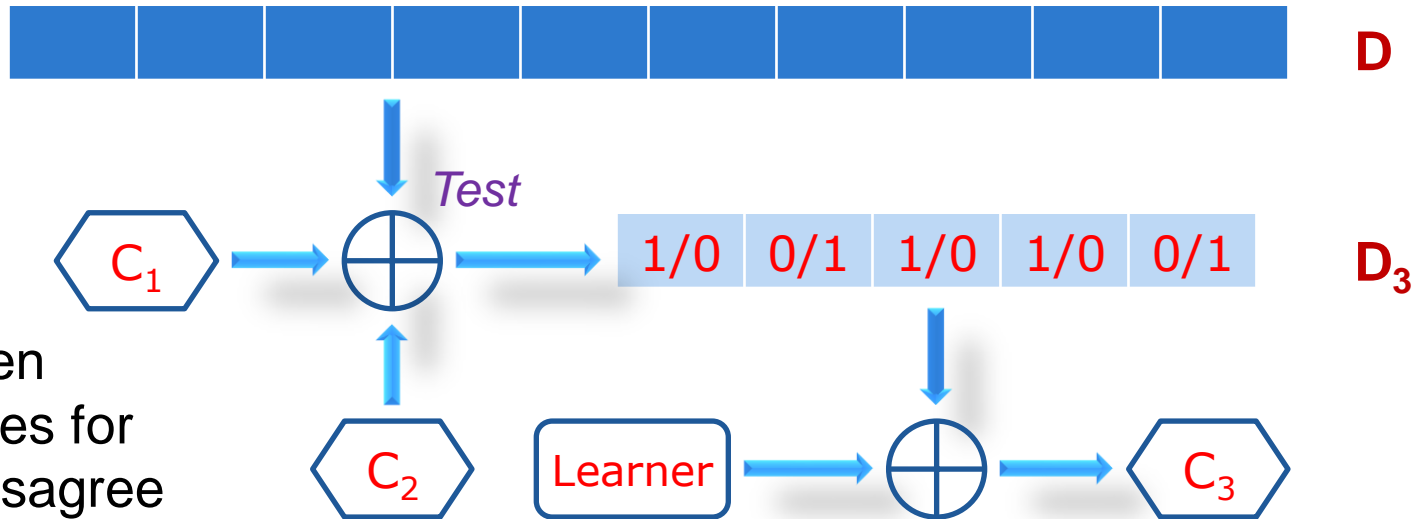 D
Test
C₁
1/0 0/1 1/0 1/0 0/1
D₃
en
es for
sagree
C₂
Learner
C₃